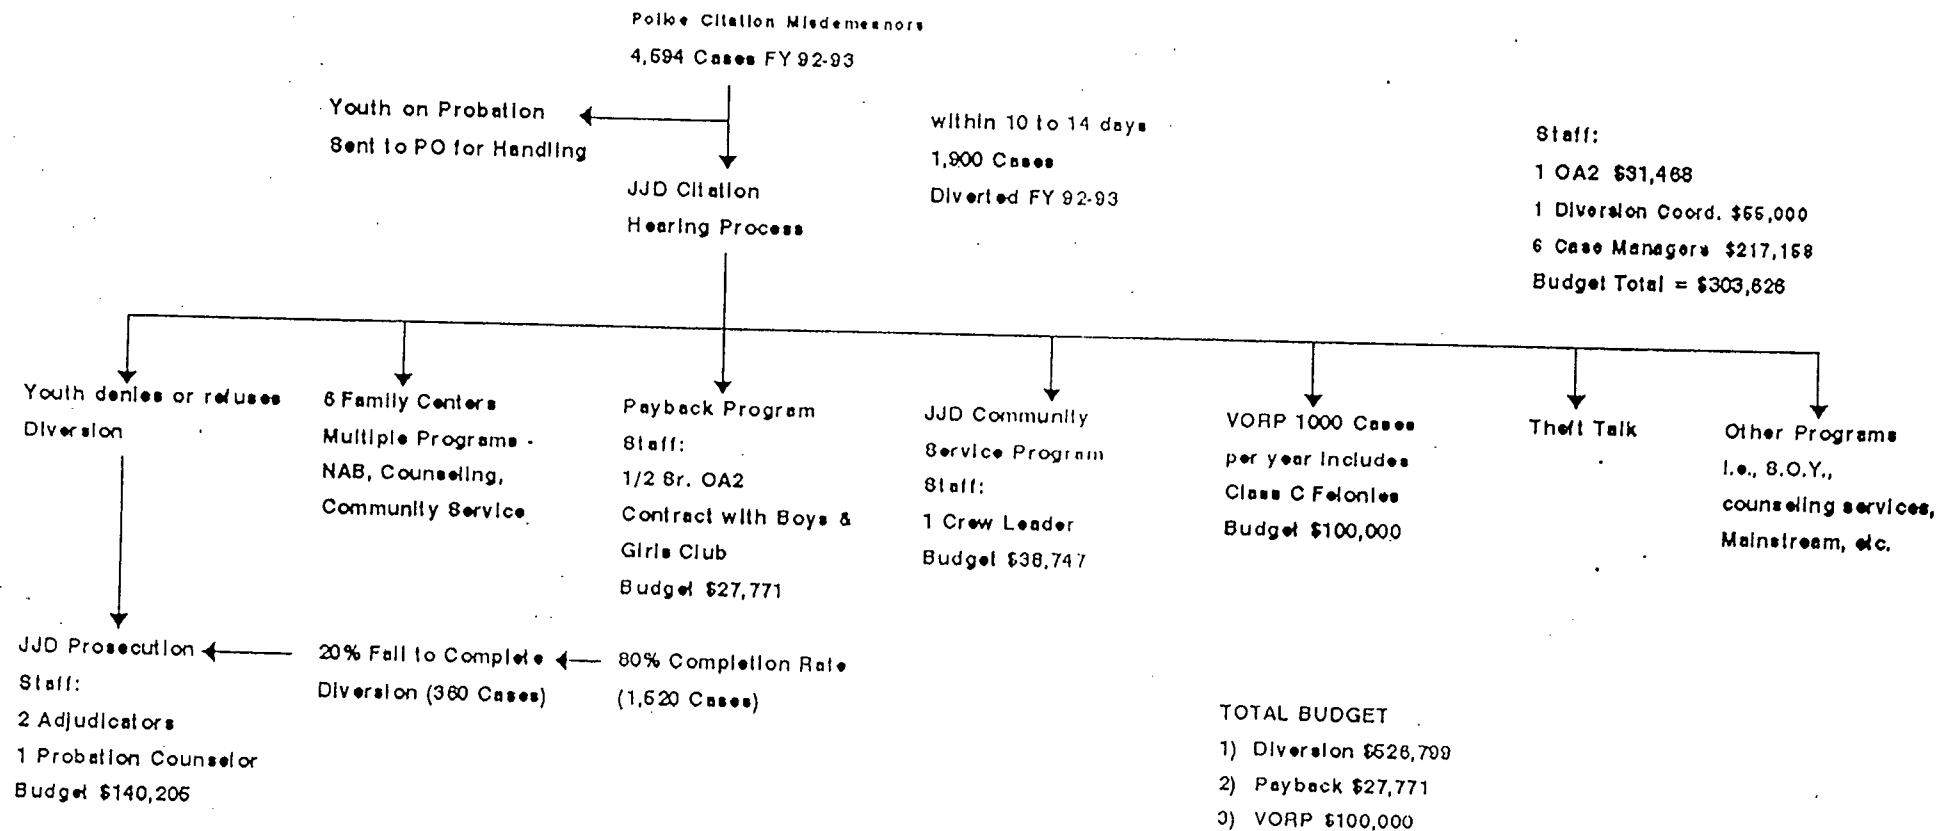 Police Citation Misdemeanors
4,594 Cases FY 92-93
Youth on Probation
Sent to PO for Handling
within 10 to 14 days
1,900 Cases
Diverted FY 92-93
Staff:
1 OA2 $31,468
1 Diversion Coord. $55,000
6 Case Managers $217,158
Budget Total = $303,626
JJD Citation
Hearing Process
Youth denies or refuses
Diversion
6 Family Centers
Multiple Programs -
NAB, Counseling,
Community Service
Payback Program
Staff:
1/2 Sr. OA2
Contract with Boys &
Girls Club
Budget $27,771
JJD Community
Service Program
Staff:
1 Crew Leader
Budget $38,747
VORP 1000 Cases
per year includes
Class C Felonies
Budget $100,000
Theft Talk
Other Programs
i.e., S.O.Y.,
counseling services,
Mainstream, etc.
JJD Prosecution
Staff:
2 Adjudicators
1 Probation Counselor
Budget $140,205
20% Fail to Complete
Diversion (360 Cases)
80% Completion Rate
(1,520 Cases)
TOTAL BUDGET
1) Diversion $526,799
2) Payback $27,771
3) VORP $100,000